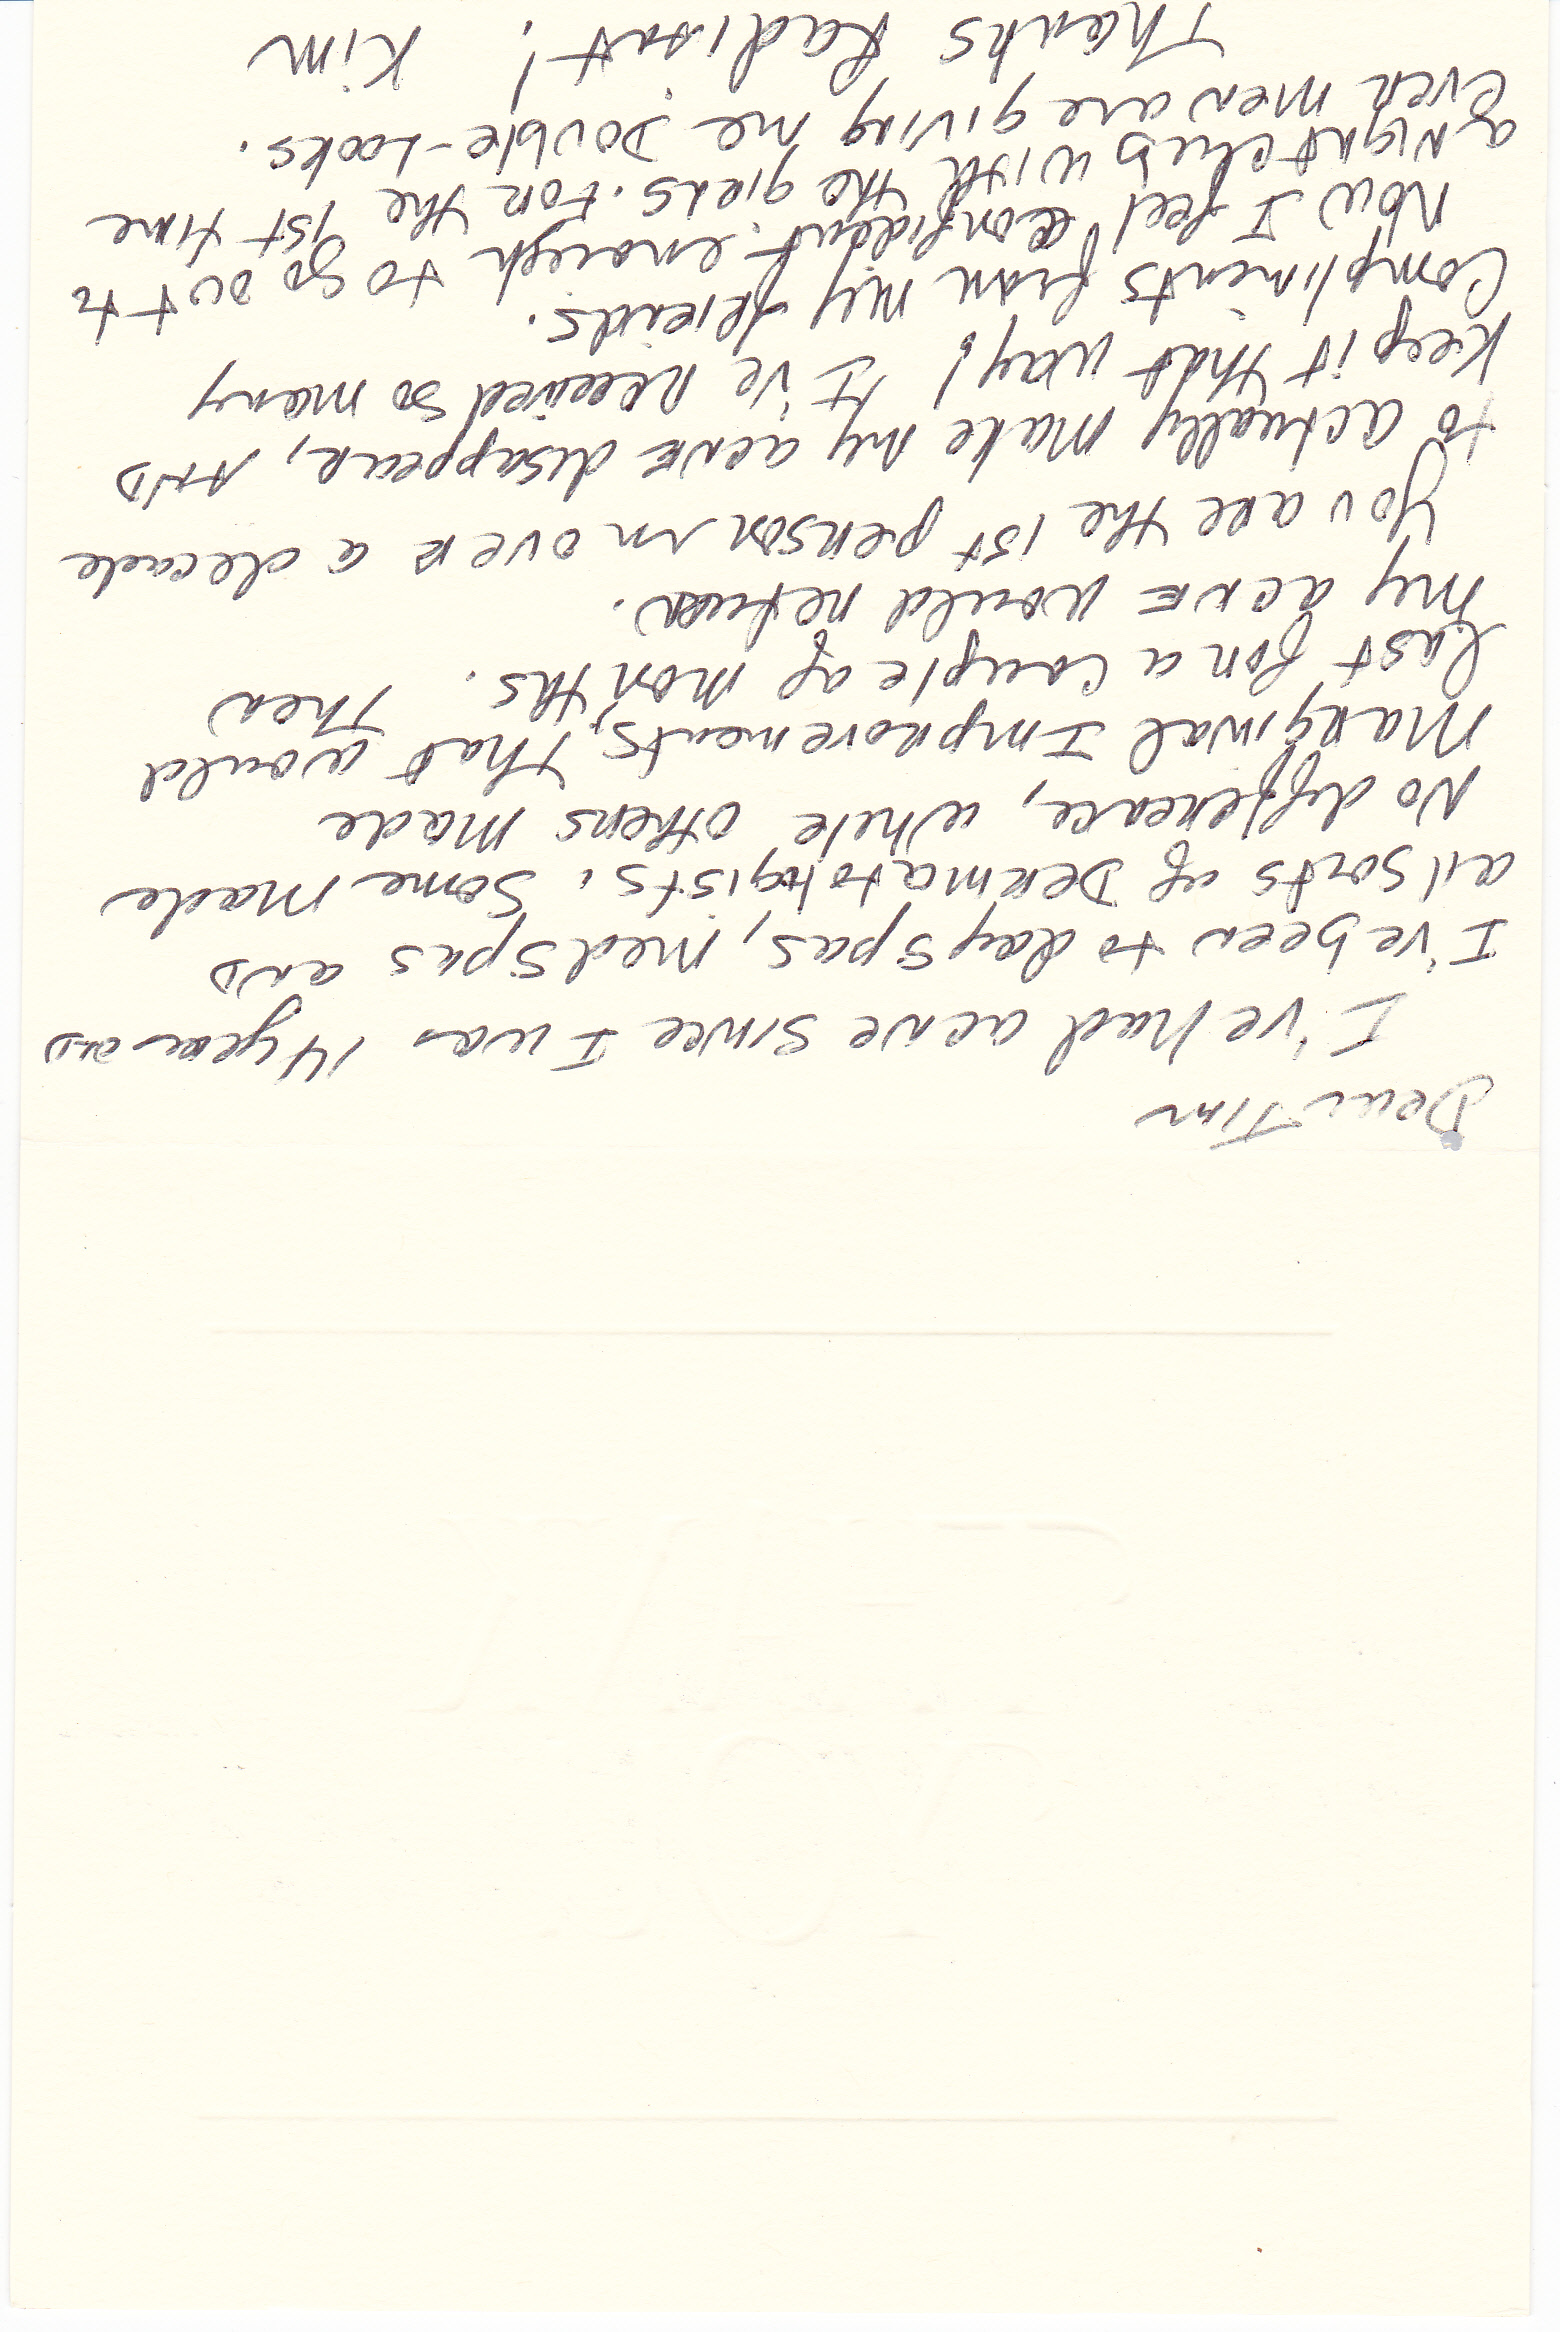 Dear Tim
I've had acne since I was 14 years old
I've been to day spas, med spas and
all sorts of Dermatologists. Some made
No difference, while others made
Marginal Improvements, that would
last for a couple of months. Then
My acne would return.
You are the 1st person in over a decade
to actually make my acne disappear, AND
keep it that way! I've received so many
Compliments from my friends.
Now I feel confident enough to go out to
a Nightclub with the girls. For the 1st time
even men are giving me Double-Looks.
Thanks Radiant! Kim
THANK
YOU